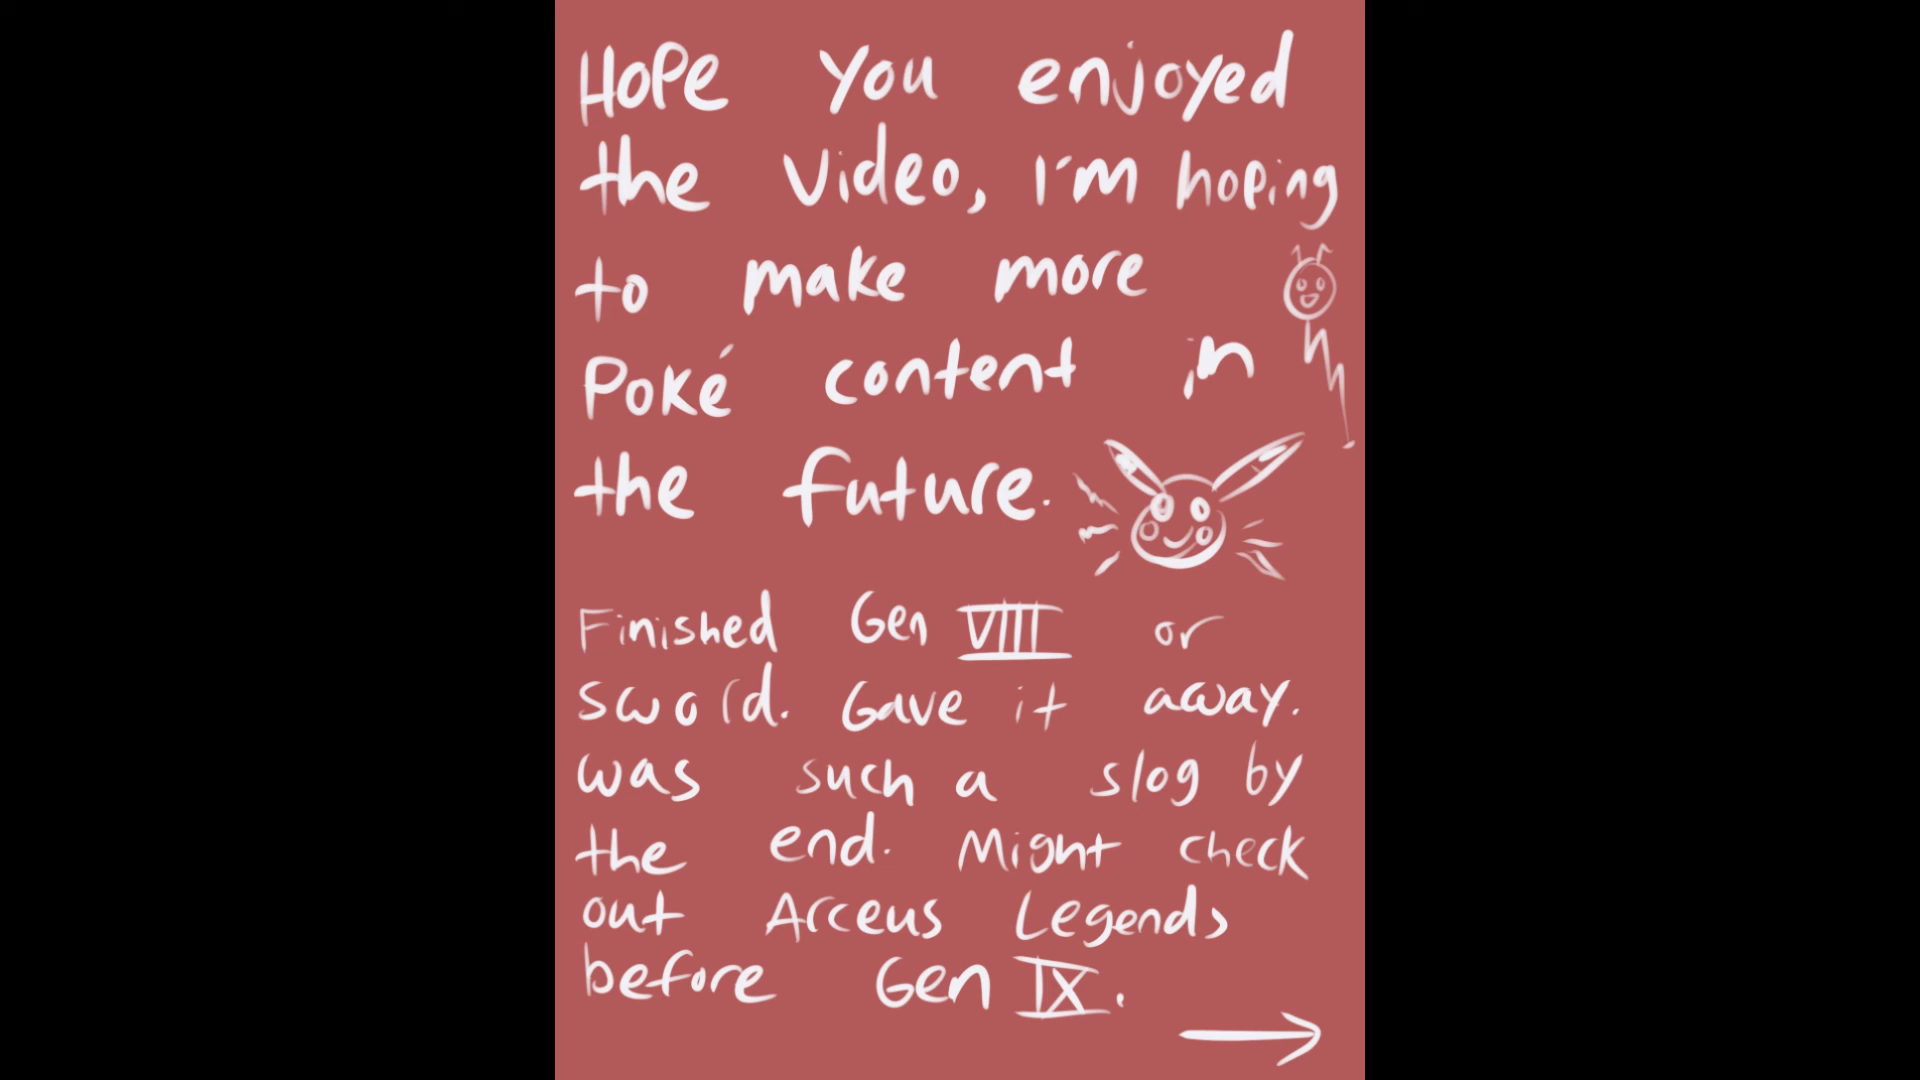 Hope you enjoyed
the video, I'm hoping
to make more
Poké content in
the future.
Finished Gen VIII or
sword. Gave it away.
was such a slog by
the end. Might check
out Arceus Legends
before Gen IX.